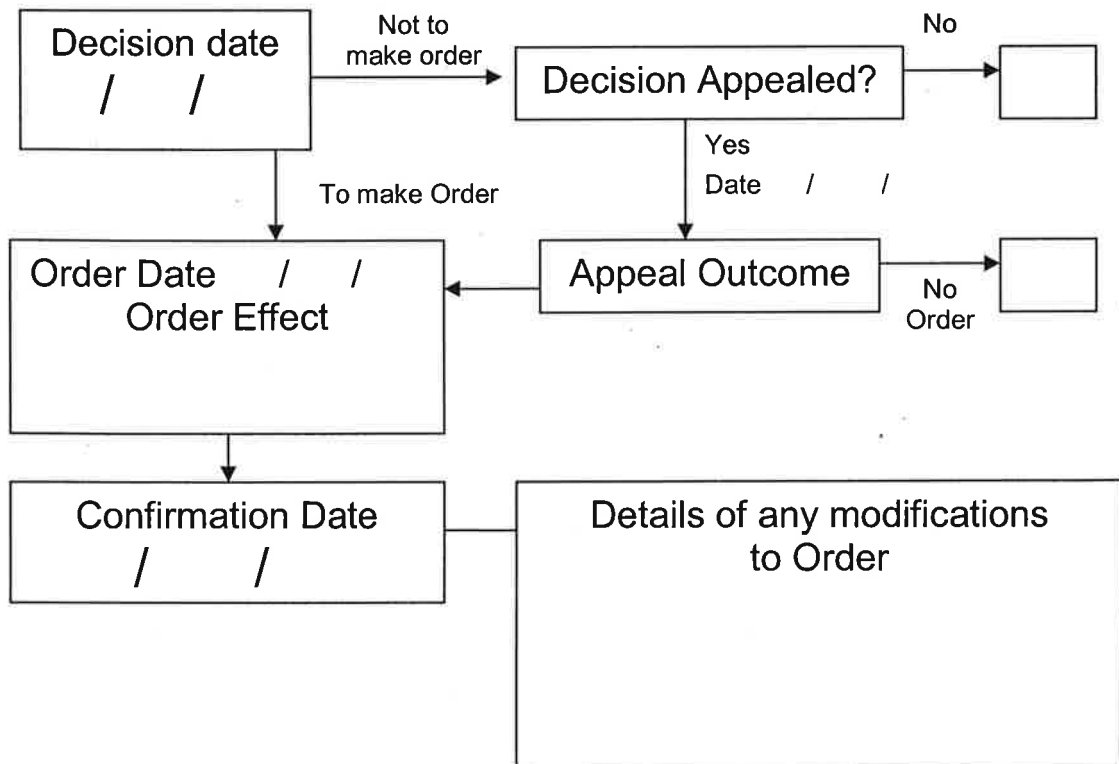 Decision date
/ /
Not to
make order
Decision Appealed?
No
Yes
Date / /
To make Order
Order Date / /
Order Effect
Appeal Outcome
No
Order
Confirmation Date
/ /
Details of any modifications
to Order